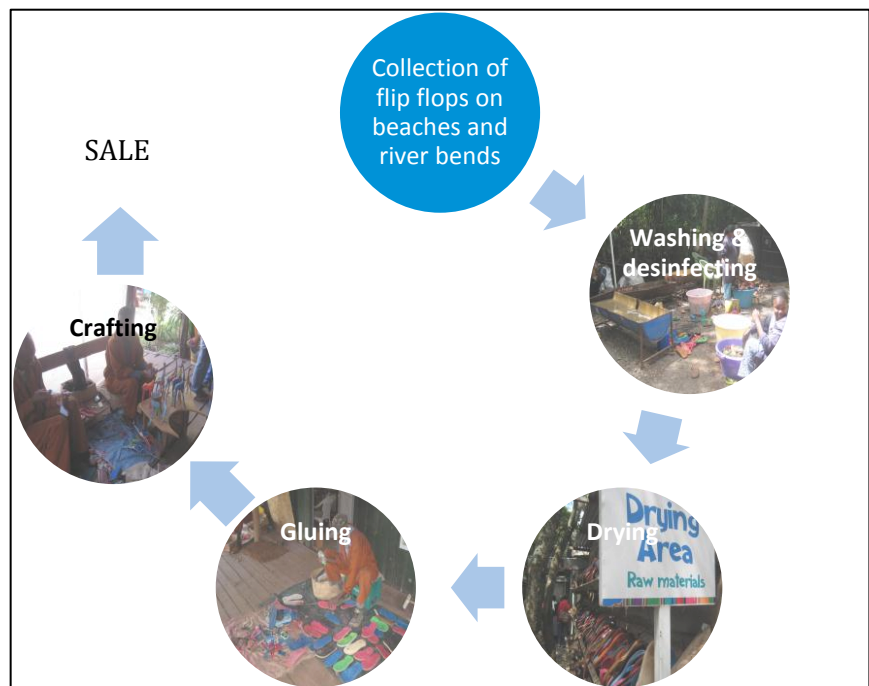 Collection of
flip flops on
beaches and
river bends
Washing &
desinfecting
Drying
Drying
Area
Raw materials
Gluing
Crafting
SALE